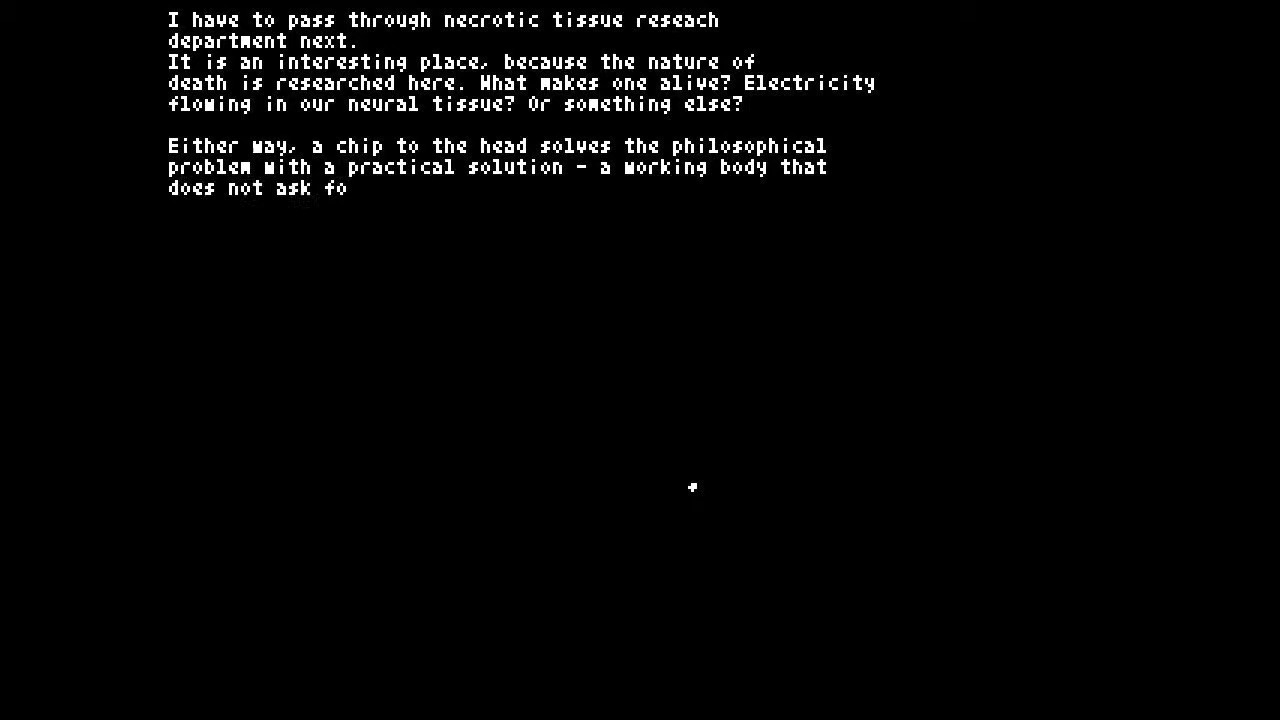 I have to pass through necrotic tissue reseach
department next.
It is an interesting place, because the nature of
death is researched here. What makes one alive? Electricity
flowing in our neural tissue? Or something else?
Either way, a chip to the head solves the philosophical
problem with a practical solution - a working body that
does not ask fo